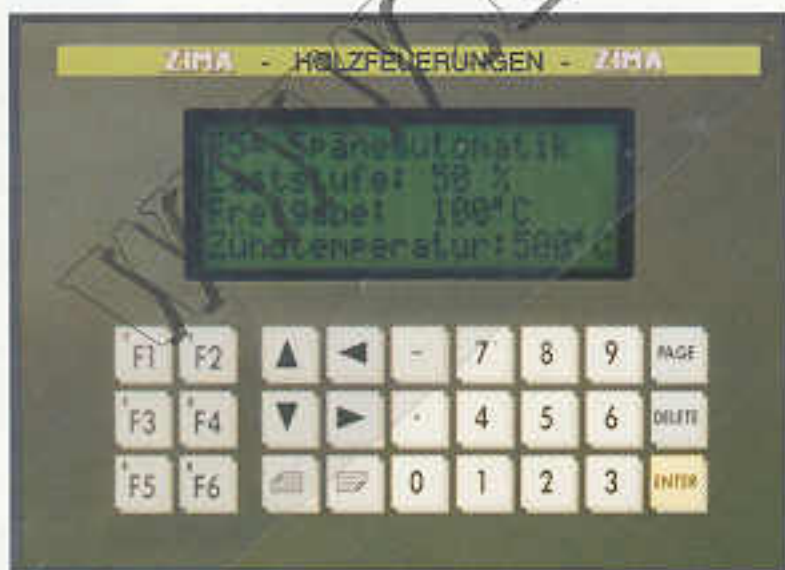 ZIMA - HOLZFEUERUNGEN - ZIMA
Späneautomatik
Laststufe: 50 %
Freigabe: 100°C
Zündtemperatur:500°C
F1 F2 - 7 8 9 PAGE
F3 F4 . 4 5 6 DELETE
F5 F6 0 1 2 3 ENTER